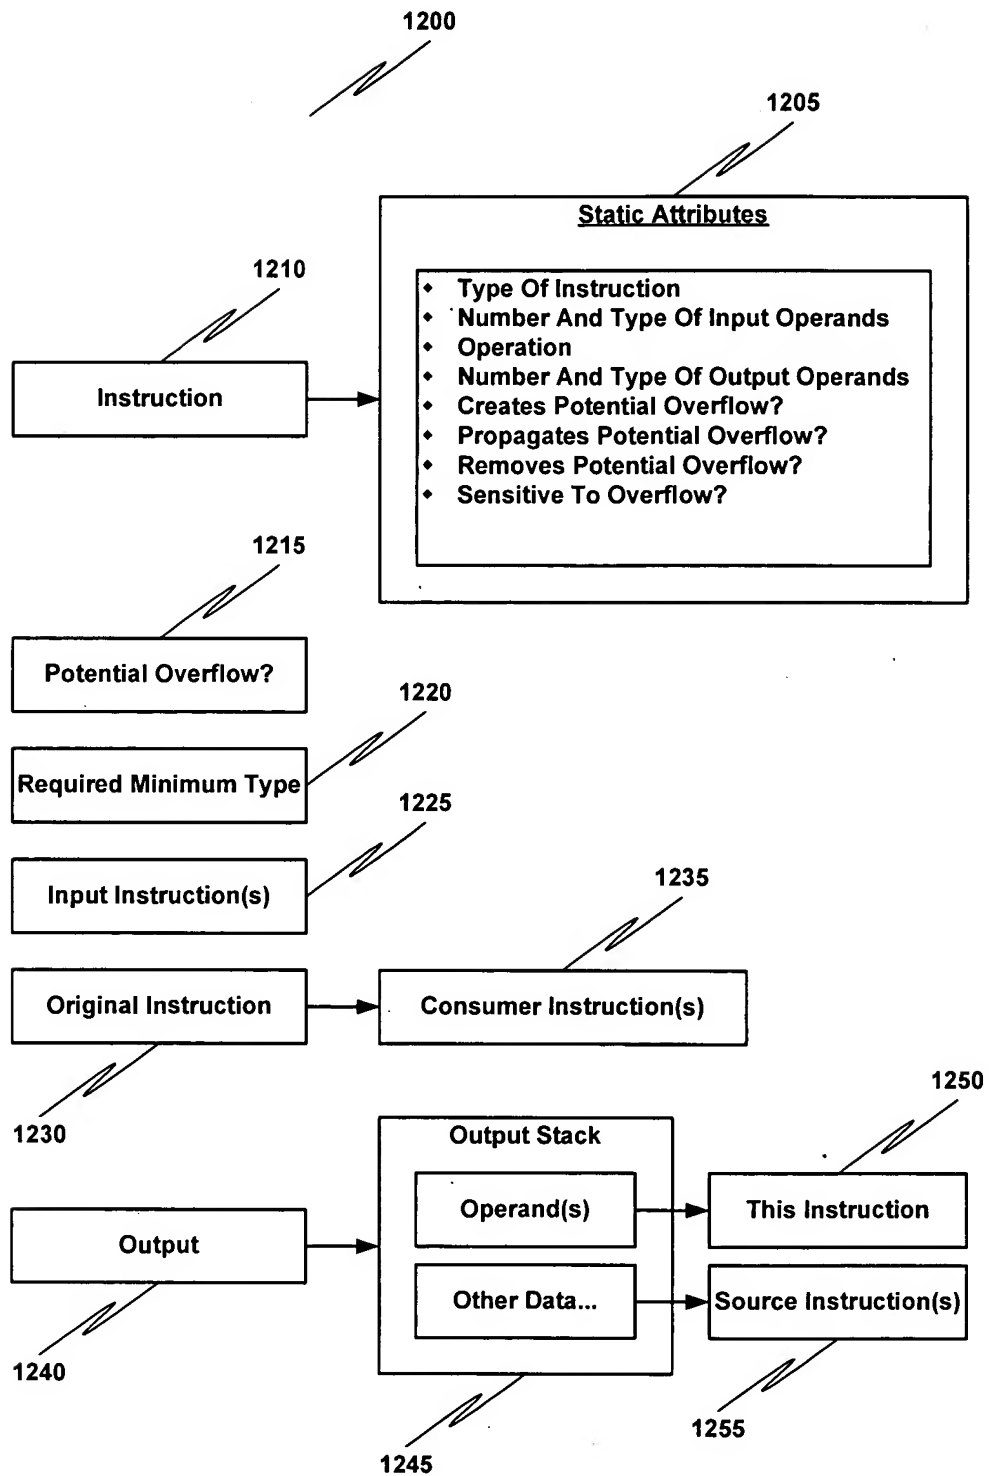 1200
1205
Static Attributes
1210
Instruction
◆ Type Of Instruction
◆ Number And Type Of Input Operands
◆ Operation
◆ Number And Type Of Output Operands
◆ Creates Potential Overflow?
◆ Propagates Potential Overflow?
◆ Removes Potential Overflow?
◆ Sensitive To Overflow?
1215
Potential Overflow?
1220
Required Minimum Type
1225
Input Instruction(s)
1235
Original Instruction
Consumer Instruction(s)
1230
1250
Output Stack
Operand(s)
This Instruction
Output
Other Data...
Source Instruction(s)
1240
1255
1245